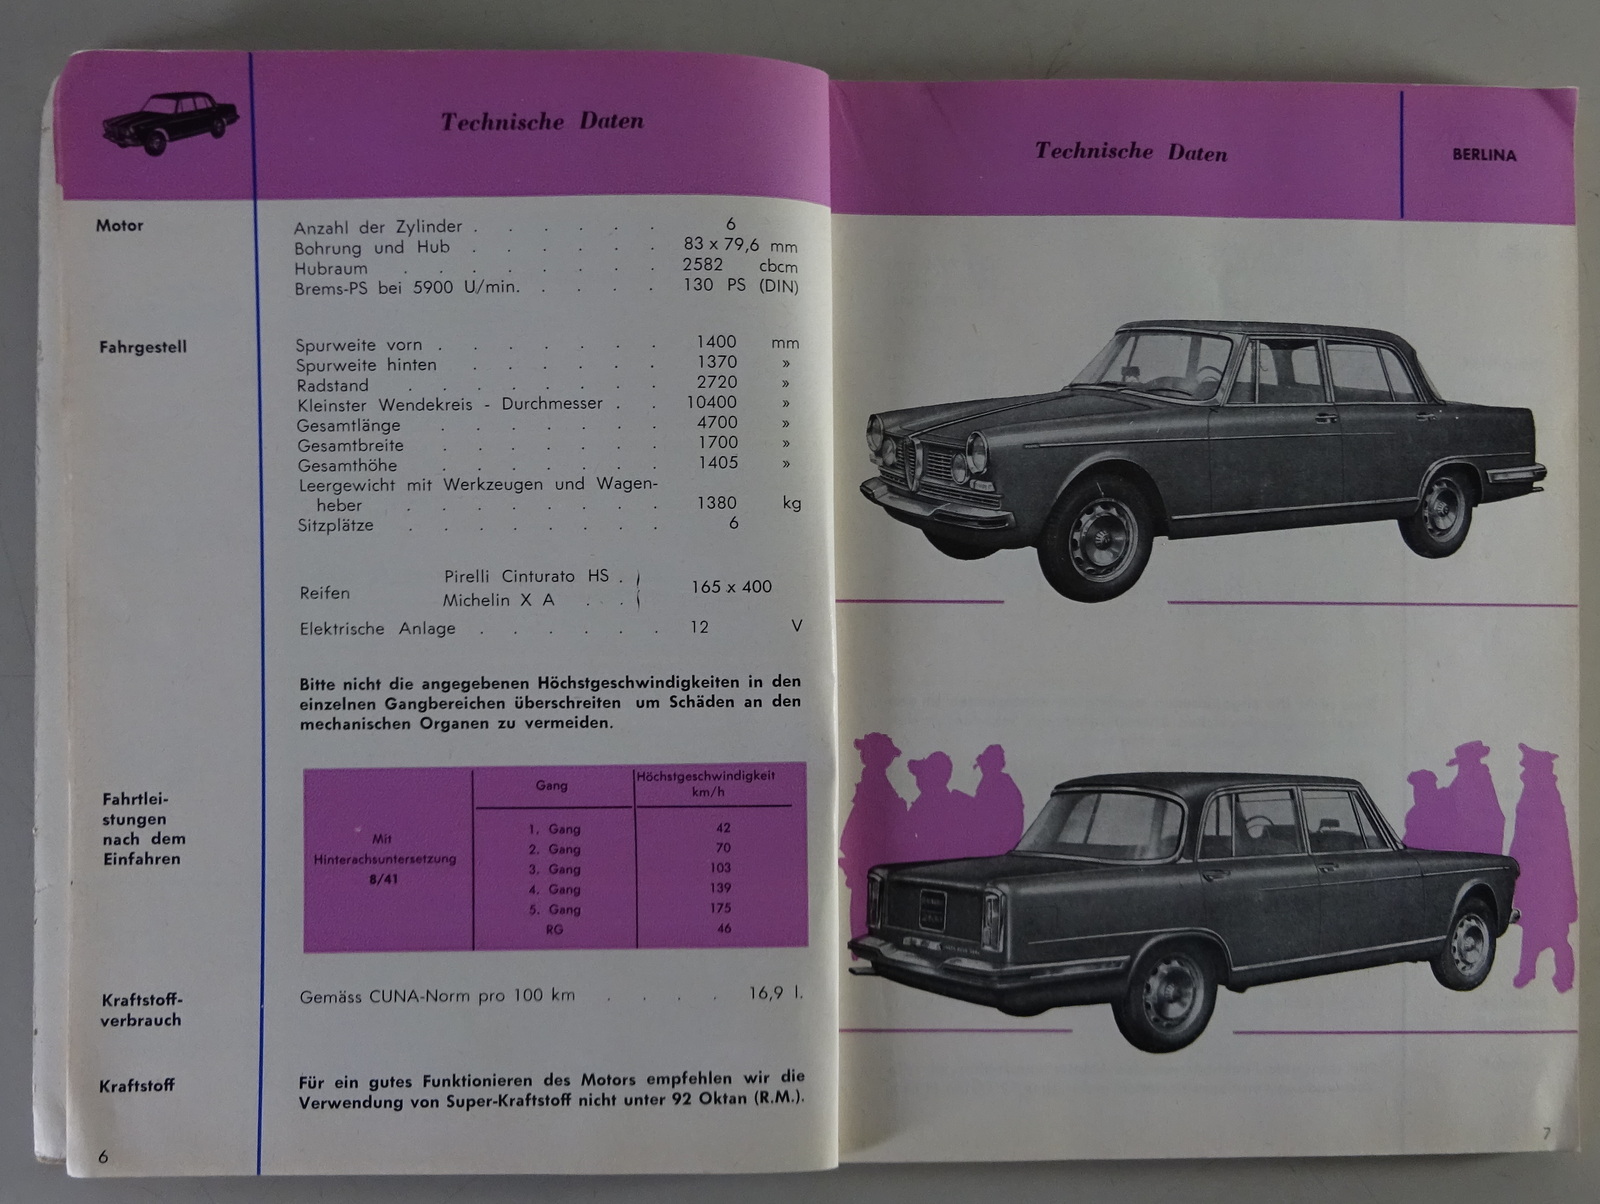 Technische Daten
Motor
Anzahl der Zylinder . . . . . . 6
Bohrung und Hub . . . . . . 83 x 79,6 mm
Hubraum . . . . . . . 2582 cbcm
Brems-PS bei 5900 U/min. . . . . 130 PS (DIN)
Fahrgestell
Spurweite vorn . . . . . . . 1400 mm
Spurweite hinten . . . . . . 1370 »
Radstand . . . . . . . 2720 »
Kleinster Wendekreis - Durchmesser . . 10400 »
Gesamtlänge . . . . . . 4700 »
Gesamtbreite . . . . . . 1700 »
Gesamthöhe . . . . . . 1405 »
Leergewicht mit Werkzeugen und Wagen-
heber . . . . . . . 1380 kg
Sitzplätze . . . . . . . 6
Reifen
Pirelli Cinturato HS .
Michelin X A . . .
165 x 400
Elektrische Anlage . . . . . . 12 V
Bitte nicht die angegebenen Höchstgeschwindigkeiten in den
einzelnen Gangbereichen überschreiten um Schäden an den
mechanischen Organen zu vermeiden.
Fahrtlei-
stungen
nach dem
Einfahren
Mit
Hinterachsuntersetzung
8/41
Gang Höchstgeschwindigkeit
km/h
1. Gang 42
2. Gang 70
3. Gang 103
4. Gang 139
5. Gang 175
RG 46
Kraftstoff-
verbrauch
Gemäss CUNA-Norm pro 100 km . . . . 16,9 l.
Kraftstoff
Für ein gutes Funktionieren des Motors empfehlen wir die
Verwendung von Super-Kraftstoff nicht unter 92 Oktan (R.M.).
6
Technische Daten
BERLINA
7